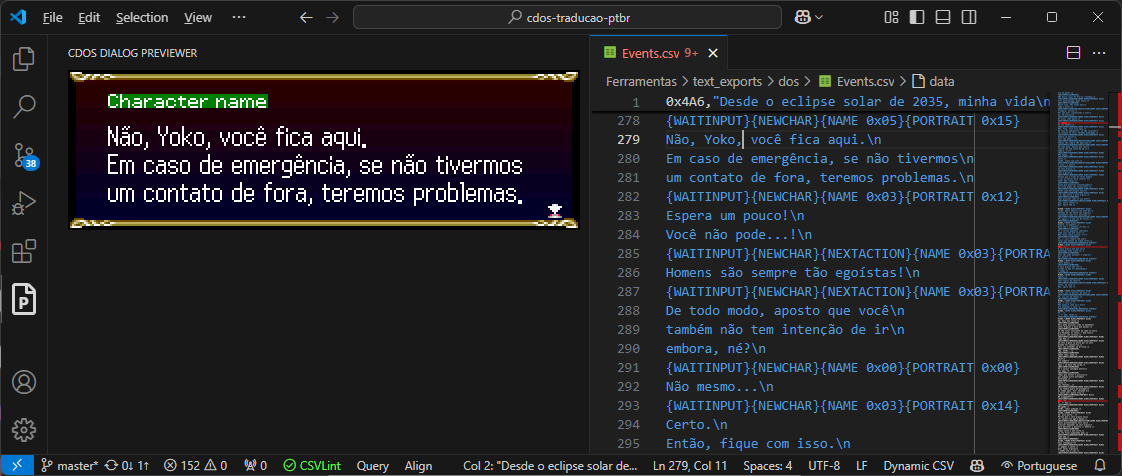 File Edit Selection View ··· cdos-traducao-ptbr
CDOS DIALOG PREVIEWER
Character name
Não, Yoko, você fica aqui.
Em caso de emergência, se não tivermos
um contato de fora, teremos problemas.
38
P
Events.csv 9+
Ferramentas > text_exports > dos > Events.csv > data
1 0x4A6,"Desde o eclipse solar de 2035, minha vida\n
278 {WAITINPUT}{NEWCHAR}{NAME 0x05}{PORTRAIT 0x15}
279 Não, Yoko, você fica aqui.\n
280 Em caso de emergência, se não tivermos\n
281 um contato de fora, teremos problemas.\n
282 {WAITINPUT}{NEWCHAR}{NAME 0x03}{PORTRAIT 0x12}
283 Espera um pouco!\n
284 Você não pode...!\n
285 {WAITINPUT}{NEWCHAR}{NEXTACTION}{NAME 0x03}{PORTRA
286 Homens são sempre tão egoístas!\n
287 {WAITINPUT}{NEWCHAR}{NEXTACTION}{NAME 0x03}{PORTRA
288 De todo modo, aposto que você\n
289 também não tem intenção de ir\n
290 embora, né?\n
291 {WAITINPUT}{NEWCHAR}{NAME 0x00}{PORTRAIT 0x00}
292 Não mesmo...\n
293 {WAITINPUT}{NEWCHAR}{NAME 0x03}{PORTRAIT 0x14}
294 Certo.\n
295 Então, fique com isso.\n
master* 0↓ 1↑ 152 0 0 CSVLint Query Align Col 2: "Desde o eclipse solar de... Ln 279, Col 11 Spaces: 4 UTF-8 LF Dynamic CSV Portuguese